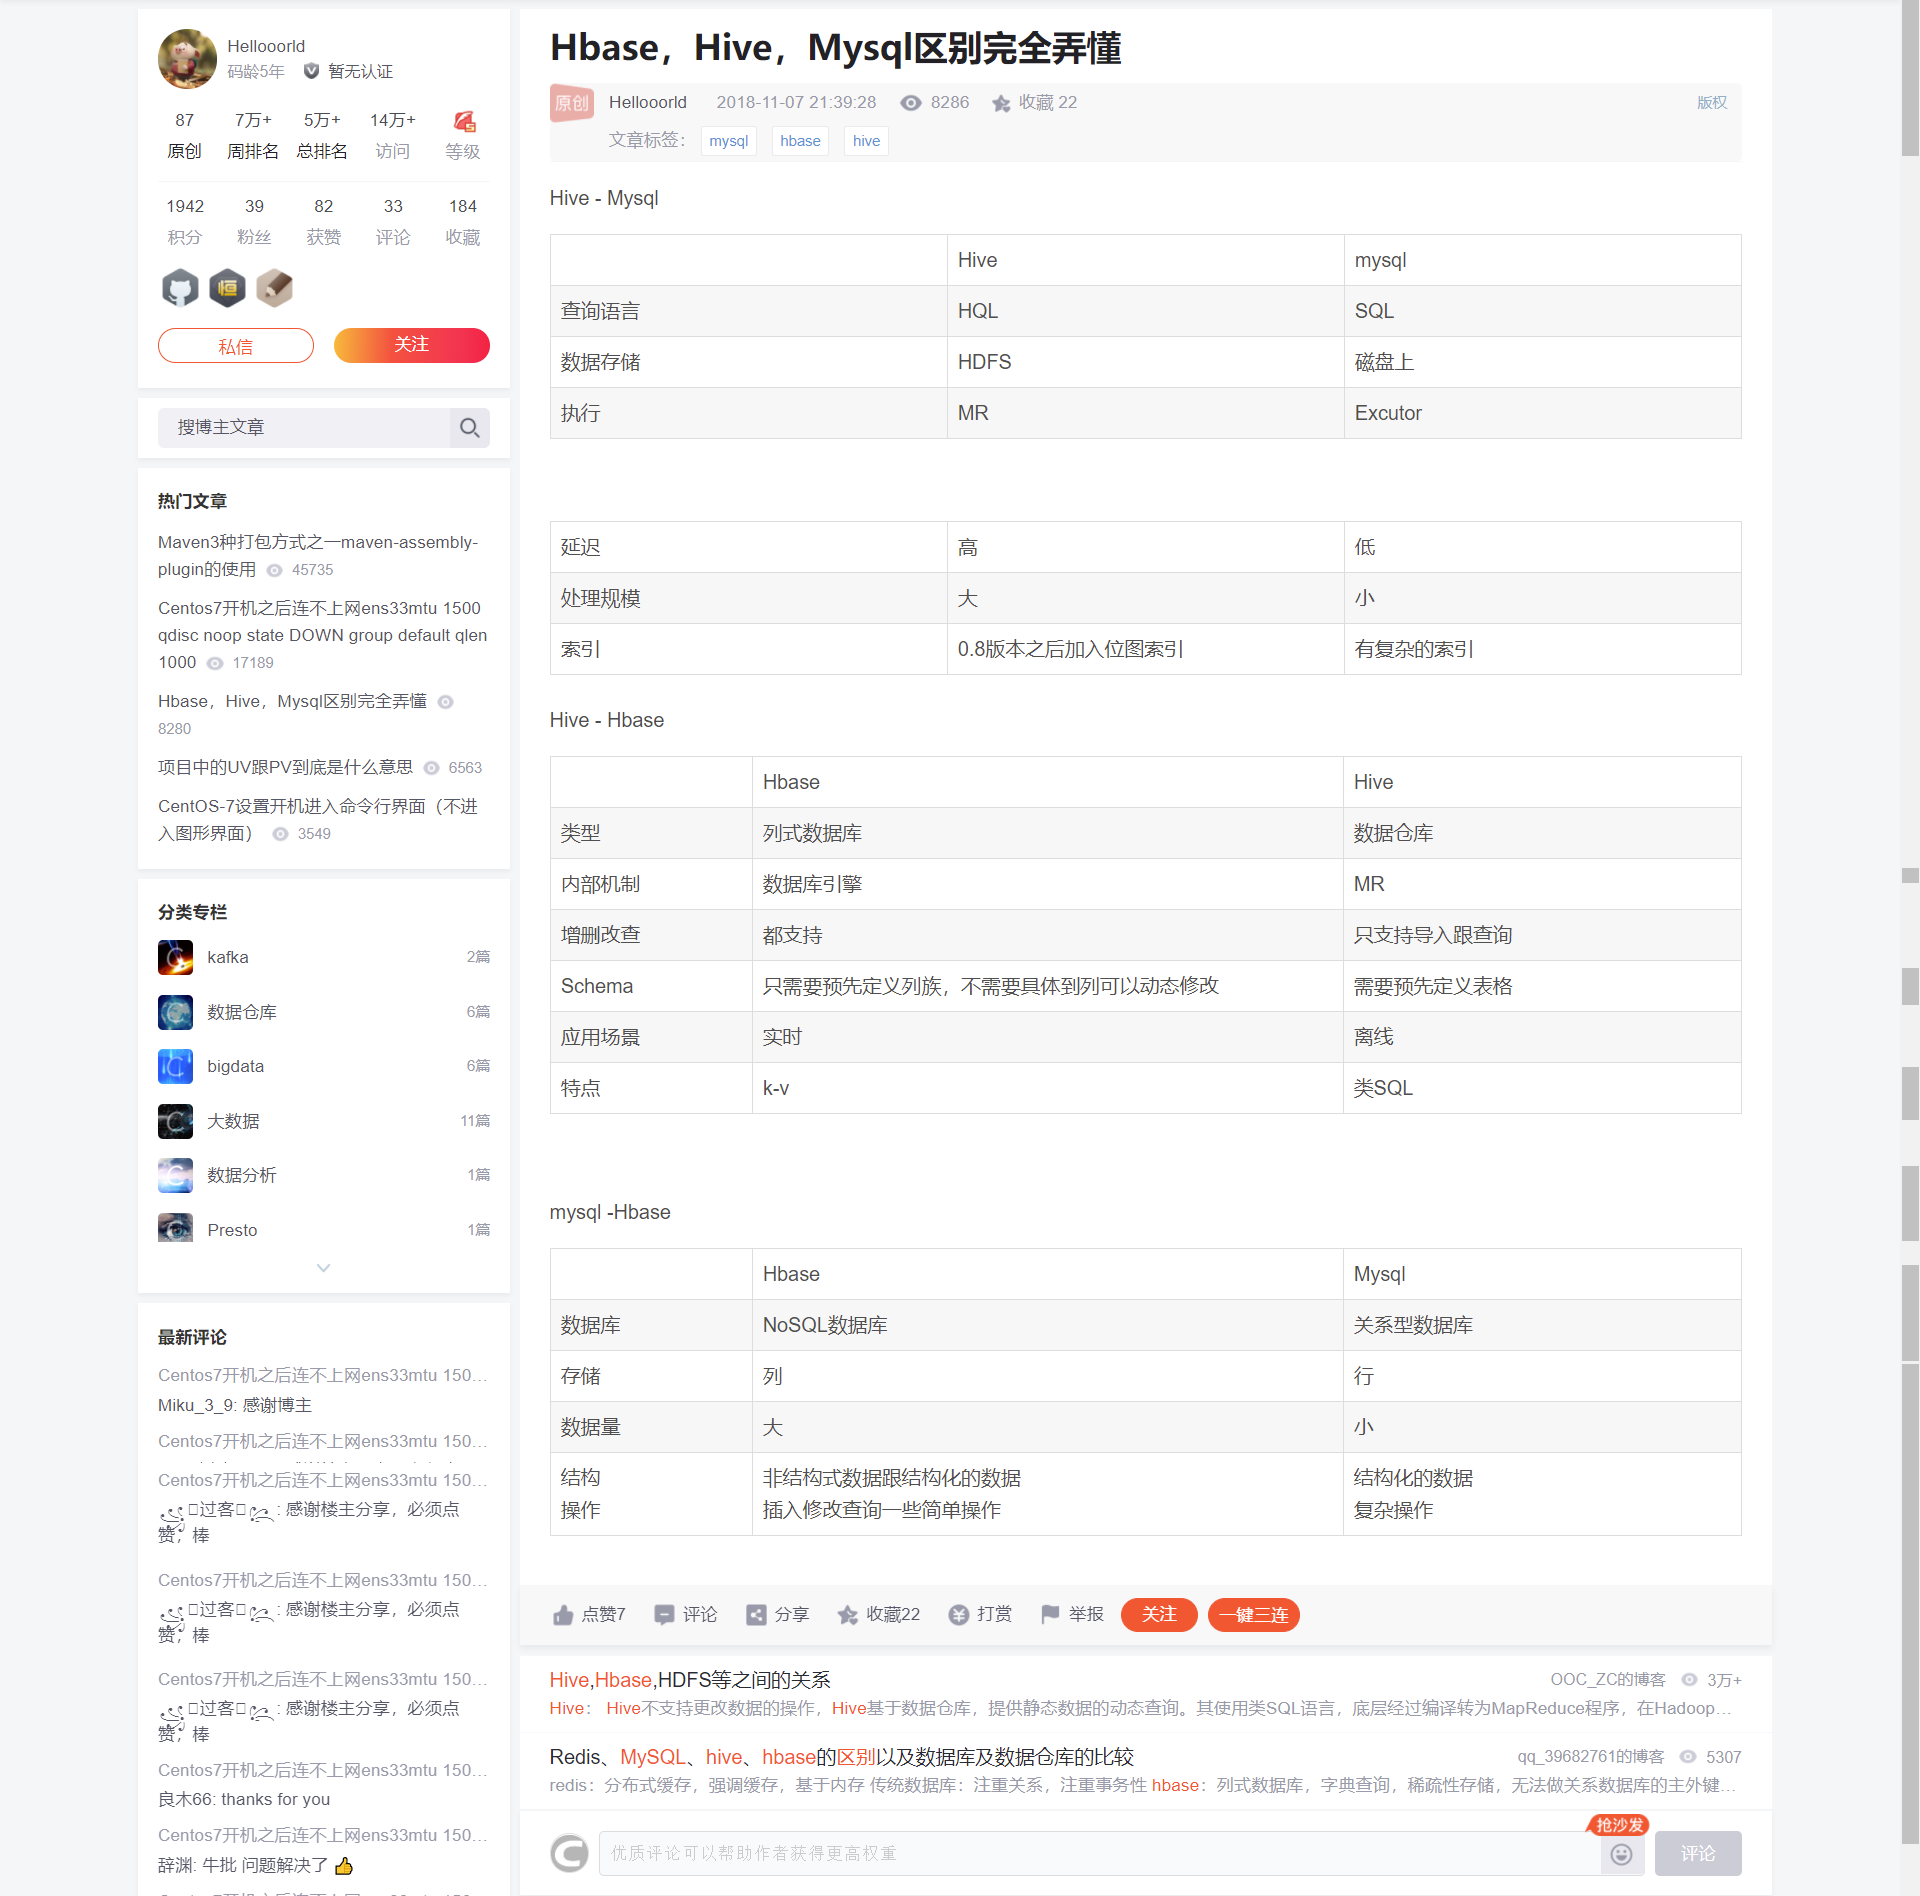 Hellooorld
码龄5年 暂无认证
87 7万+ 5万+ 14万+
原创 周排名 总排名 访问 等级
1942 39 82 33 184
积分 粉丝 获赞 评论 收藏
私信 关注
搜博主文章
热门文章
Maven3种打包方式之一maven-assembly-
plugin的使用 45735
Centos7开机之后连不上网ens33mtu 1500
qdisc noop state DOWN group default qlen
1000 17189
Hbase，Hive，Mysql区别完全弄懂
8280
项目中的UV跟PV到底是什么意思 6563
CentOS-7设置开机进入命令行界面（不进
入图形界面） 3549
分类专栏
kafka 2篇
数据仓库 6篇
bigdata 6篇
大数据 11篇
数据分析 1篇
Presto 1篇
最新评论
Centos7开机之后连不上网ens33mtu 150...
Miku_3_9: 感谢博主
Centos7开机之后连不上网ens33mtu 150...
Centos7开机之后连不上网ens33mtu 150...
过客 : 感谢楼主分享，必须点
赞，棒
Centos7开机之后连不上网ens33mtu 150...
过客 : 感谢楼主分享，必须点
赞，棒
Centos7开机之后连不上网ens33mtu 150...
过客 : 感谢楼主分享，必须点
赞，棒
Centos7开机之后连不上网ens33mtu 150...
良木66: thanks for you
Centos7开机之后连不上网ens33mtu 150...
辞渊: 牛批 问题解决了 👍
Hbase，Hive，Mysql区别完全弄懂
原创 Hellooorld 2018-11-07 21:39:28 8286 收藏 22 版权
文章标签： mysql hbase hive
Hive - Mysql
Hive mysql
查询语言 HQL SQL
数据存储 HDFS 磁盘上
执行 MR Excutor
延迟 高 低
处理规模 大 小
索引 0.8版本之后加入位图索引 有复杂的索引
Hive - Hbase
Hbase Hive
类型 列式数据库 数据仓库
内部机制 数据库引擎 MR
增删改查 都支持 只支持导入跟查询
Schema 只需要预先定义列族，不需要具体到列可以动态修改 需要预先定义表格
应用场景 实时 离线
特点 k-v 类SQL
mysql -Hbase
Hbase Mysql
数据库 NoSQL数据库 关系型数据库
存储 列 行
数据量 大 小
结构 非结构式数据跟结构化的数据 结构化的数据
操作 插入修改查询一些简单操作 复杂操作
点赞7 评论 分享 收藏22 打赏 举报 关注 一键三连
Hive,Hbase,HDFS等之间的关系 OOC_ZC的博客 3万+
Hive： Hive不支持更改数据的操作，Hive基于数据仓库，提供静态数据的动态查询。其使用类SQL语言，底层经过编译转为MapReduce程序，在Hadoop...
Redis、MySQL、hive、hbase的区别以及数据库及数据仓库的比较 qq_39682761的博客 5307
redis：分布式缓存，强调缓存，基于内存 传统数据库：注重关系，注重事务性 hbase：列式数据库，字典查询，稀疏性存储，无法做关系数据库的主外键...
抢沙发
优质评论可以帮助作者获得更高权重 评论